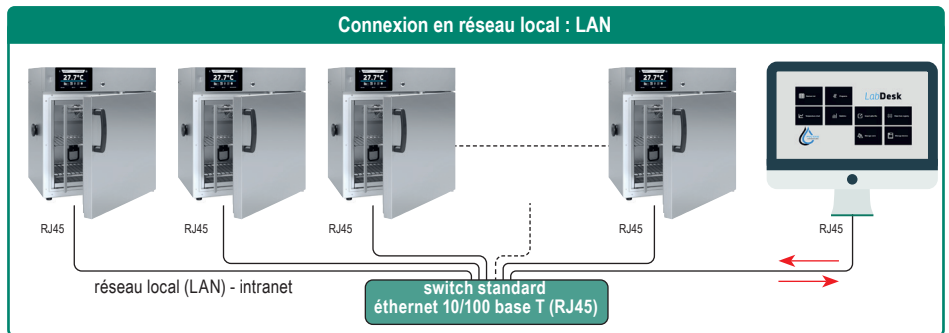 Connexion en réseau local : LAN
27.7°C
27.7°C
27.7°C
27.7°C
LabDesk
RJ45
RJ45
RJ45
RJ45
RJ45
réseau local (LAN) - intranet
switch standard
éthernet 10/100 base T (RJ45)